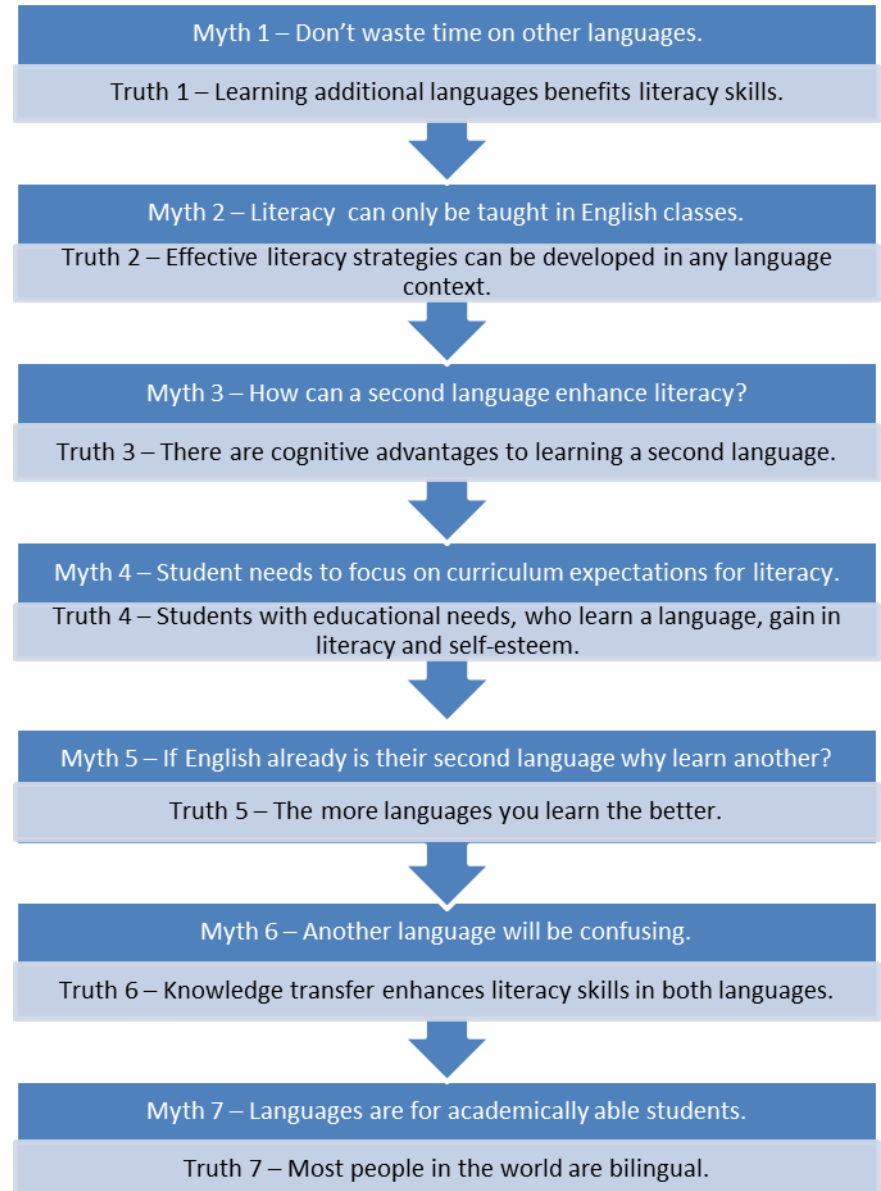 Myth 1 – Don’t waste time on other languages.
Truth 1 – Learning additional languages benefits literacy skills.
Myth 2 – Literacy can only be taught in English classes.
Truth 2 – Effective literacy strategies can be developed in any language
context.
Myth 3 – How can a second language enhance literacy?
Truth 3 – There are cognitive advantages to learning a second language.
Myth 4 – Student needs to focus on curriculum expectations for literacy.
Truth 4 – Students with educational needs, who learn a language, gain in
literacy and self-esteem.
Myth 5 – If English already is their second language why learn another?
Truth 5 – The more languages you learn the better.
Myth 6 – Another language will be confusing.
Truth 6 – Knowledge transfer enhances literacy skills in both languages.
Myth 7 – Languages are for academically able students.
Truth 7 – Most people in the world are bilingual.